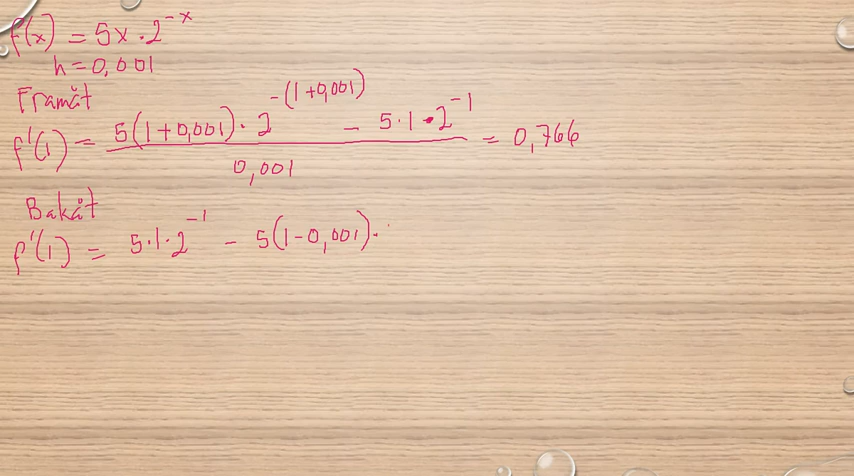 f(x) = 5x · 2^{-x}
h = 0,001
Framåt
f'(1) = \frac{5(1+0,001) · 2^{-(1+0,001)} - 5·1·2^{-1}}{0,001} = 0,766
Bakåt
f'(1) = 5·1·2^{-1} - 5(1-0,001)·